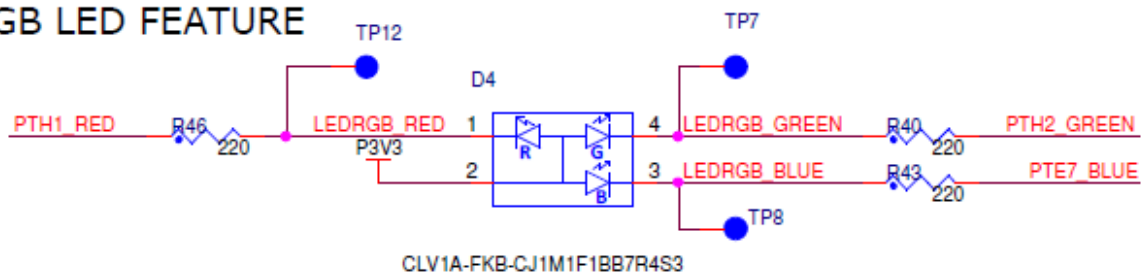 GB LED FEATURE
TP12
TP7
D4
PTH1_RED
R46
220
LEDRGB_RED
1
R
G
4
LEDRGB_GREEN
R40
220
PTH2_GREEN
P3V3
2
B
3
LEDRGB_BLUE
R43
220
PTE7_BLUE
TP8
CLV1A-FKB-CJ1M1F1BB7R4S3